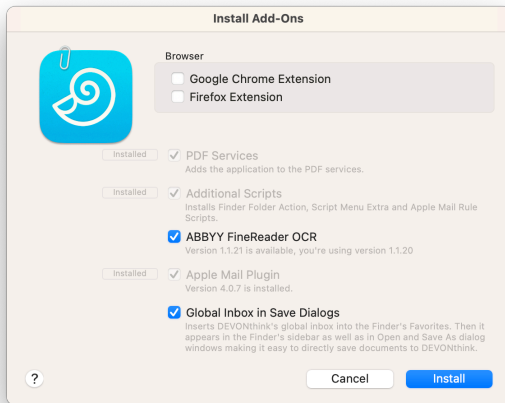 Install Add-Ons
Browser
Google Chrome Extension
Firefox Extension
Installed
PDF Services
Adds the application to the PDF services.
Installed
Additional Scripts
Installs Finder Folder Action, Script Menu Extra and Apple Mail Rule
Scripts.
ABBYY FineReader OCR
Version 1.1.21 is available, you're using version 1.1.20
Installed
Apple Mail Plugin
Version 4.0.7 is installed.
Global Inbox in Save Dialogs
Inserts DEVONthink's global inbox into the Finder's Favorites. Then it
appears in the Finder's sidebar as well as in Open and Save As dialog
windows making it easy to directly save documents to DEVONthink.
?
Cancel
Install